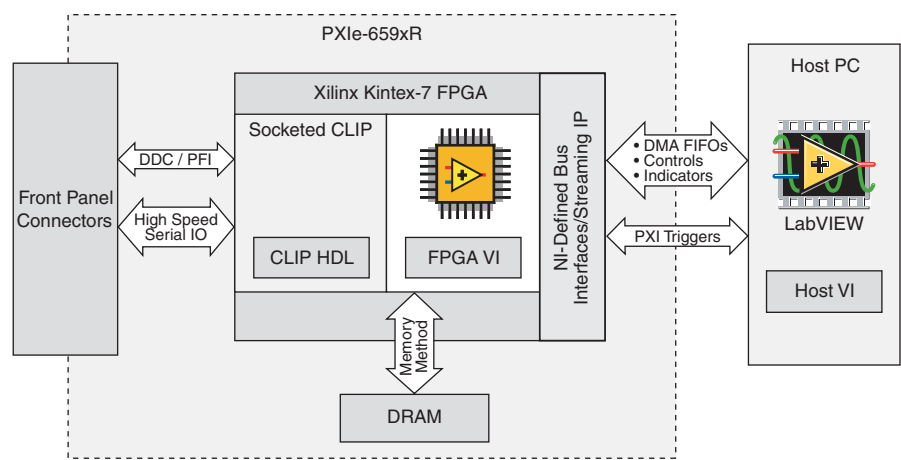 PXIe-659xR
Front Panel
Connectors
DDC / PFI
High Speed
Serial IO
Xilinx Kintex-7 FPGA
Socketed CLIP
CLIP HDL
FPGA VI
NI-Defined Bus
Interfaces/Streaming IP
Memory
Method
DRAM
• DMA FIFOs
• Controls
• Indicators
PXI Triggers
Host PC
LabVIEW
Host VI